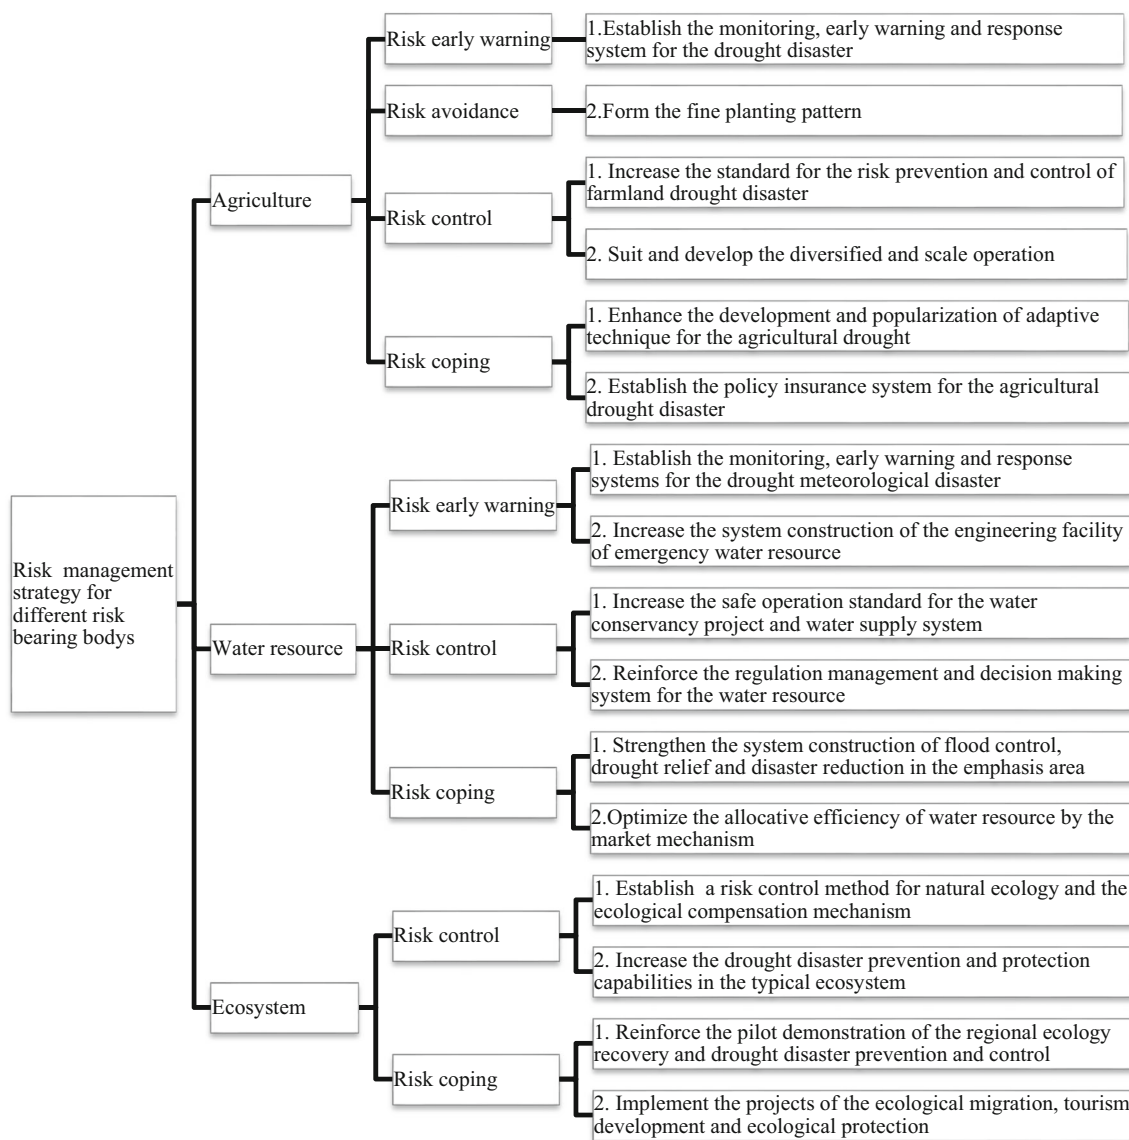 Risk  management
strategy for
different risk
bearing bodys
Agriculture
Risk early warning
1.Establish the monitoring, early warning and response
system for the drought disaster
Risk avoidance
2.Form the fine planting pattern
Risk control
1. Increase the standard for the risk prevention and control of
farmland drought disaster
2. Suit and develop the diversified and scale operation
Risk coping
1. Enhance the development and popularization of adaptive
technique for the agricultural drought
2. Establish the policy insurance system for the agricultural
drought disaster
Water resource
Risk early warning
1. Establish the monitoring, early warning and response
systems for the drought meteorological disaster
2. Increase the system construction of the engineering facility
of emergency water resource
Risk control
1. Increase the safe operation standard for the water
conservancy project and water supply system
2. Reinforce the regulation management and decision making
system for the water resource
Risk coping
1. Strengthen the system construction of flood control,
drought relief and disaster reduction in the emphasis area
2.Optimize the allocative efficiency of water resource by the
market mechanism
Ecosystem
Risk control
1. Establish  a risk control method for natural ecology and the
ecological compensation mechanism
2. Increase the drought disaster prevention and protection
capabilities in the typical ecosystem
Risk coping
1. Reinforce the pilot demonstration of the regional ecology
recovery and drought disaster prevention and control
2. Implement the projects of the ecological migration, tourism
development and ecological protection